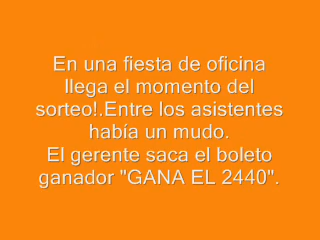 En una fiesta de oficina
llega el momento del
sorteo!.Entre los asistentes
había un mudo.
El gerente saca el boleto
ganador "GANA EL 2440".